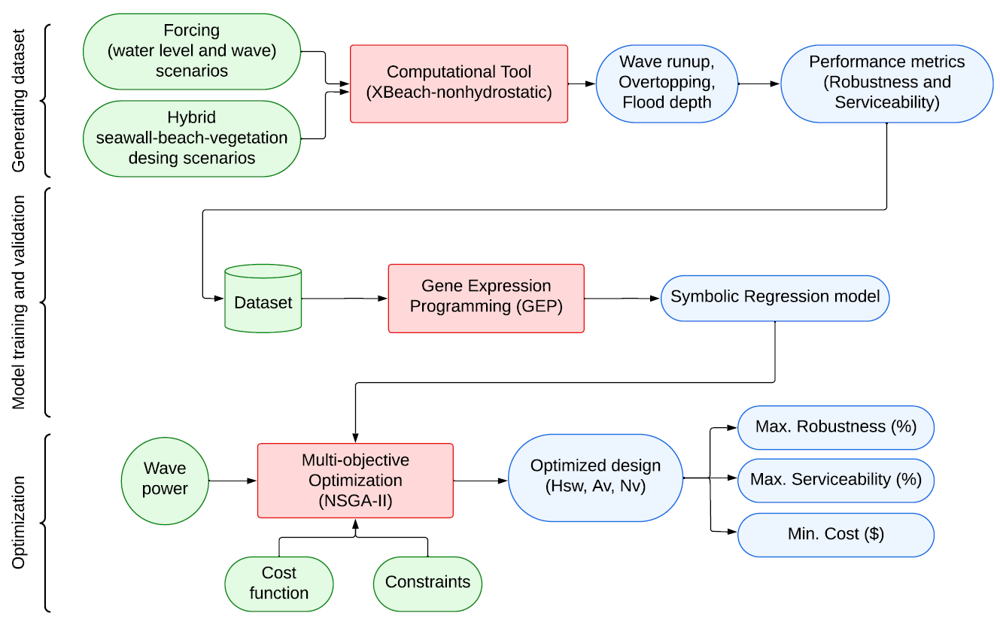 Generating dataset
Forcing
(water level and wave)
scenarios
Hybrid
seawall-beach-vegetation
desing scenarios
Computational Tool
(XBeach-nonhydrostatic)
Wave runup,
Overtopping,
Flood depth
Performance metrics
(Robustness and
Serviceability)
Model training and validation
Dataset
Gene Expression
Programming (GEP)
Symbolic Regression model
Optimization
Wave
power
Multi-objective
Optimization
(NSGA-II)
Cost
function
Constraints
Optimized design
(Hsw, Av, Nv)
Max. Robustness (%)
Max. Serviceability (%)
Min. Cost ($)